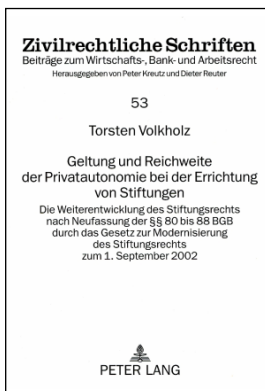 Zivilrechtliche Schriften
Beiträge zum Wirtschafts-, Bank- und Arbeitsrecht
Herausgegeben von Peter Kreutz und Dieter Reuter
53
Torsten Volkholz
Geltung und Reichweite
der Privatautonomie bei der Errichtung
von Stiftungen
Die Weiterentwicklung des Stiftungsrechts
nach Neufassung der §§ 80 bis 88 BGB
durch das Gesetz zur Modernisierung
des Stiftungsrechts
zum 1. September 2002
PETER LANG